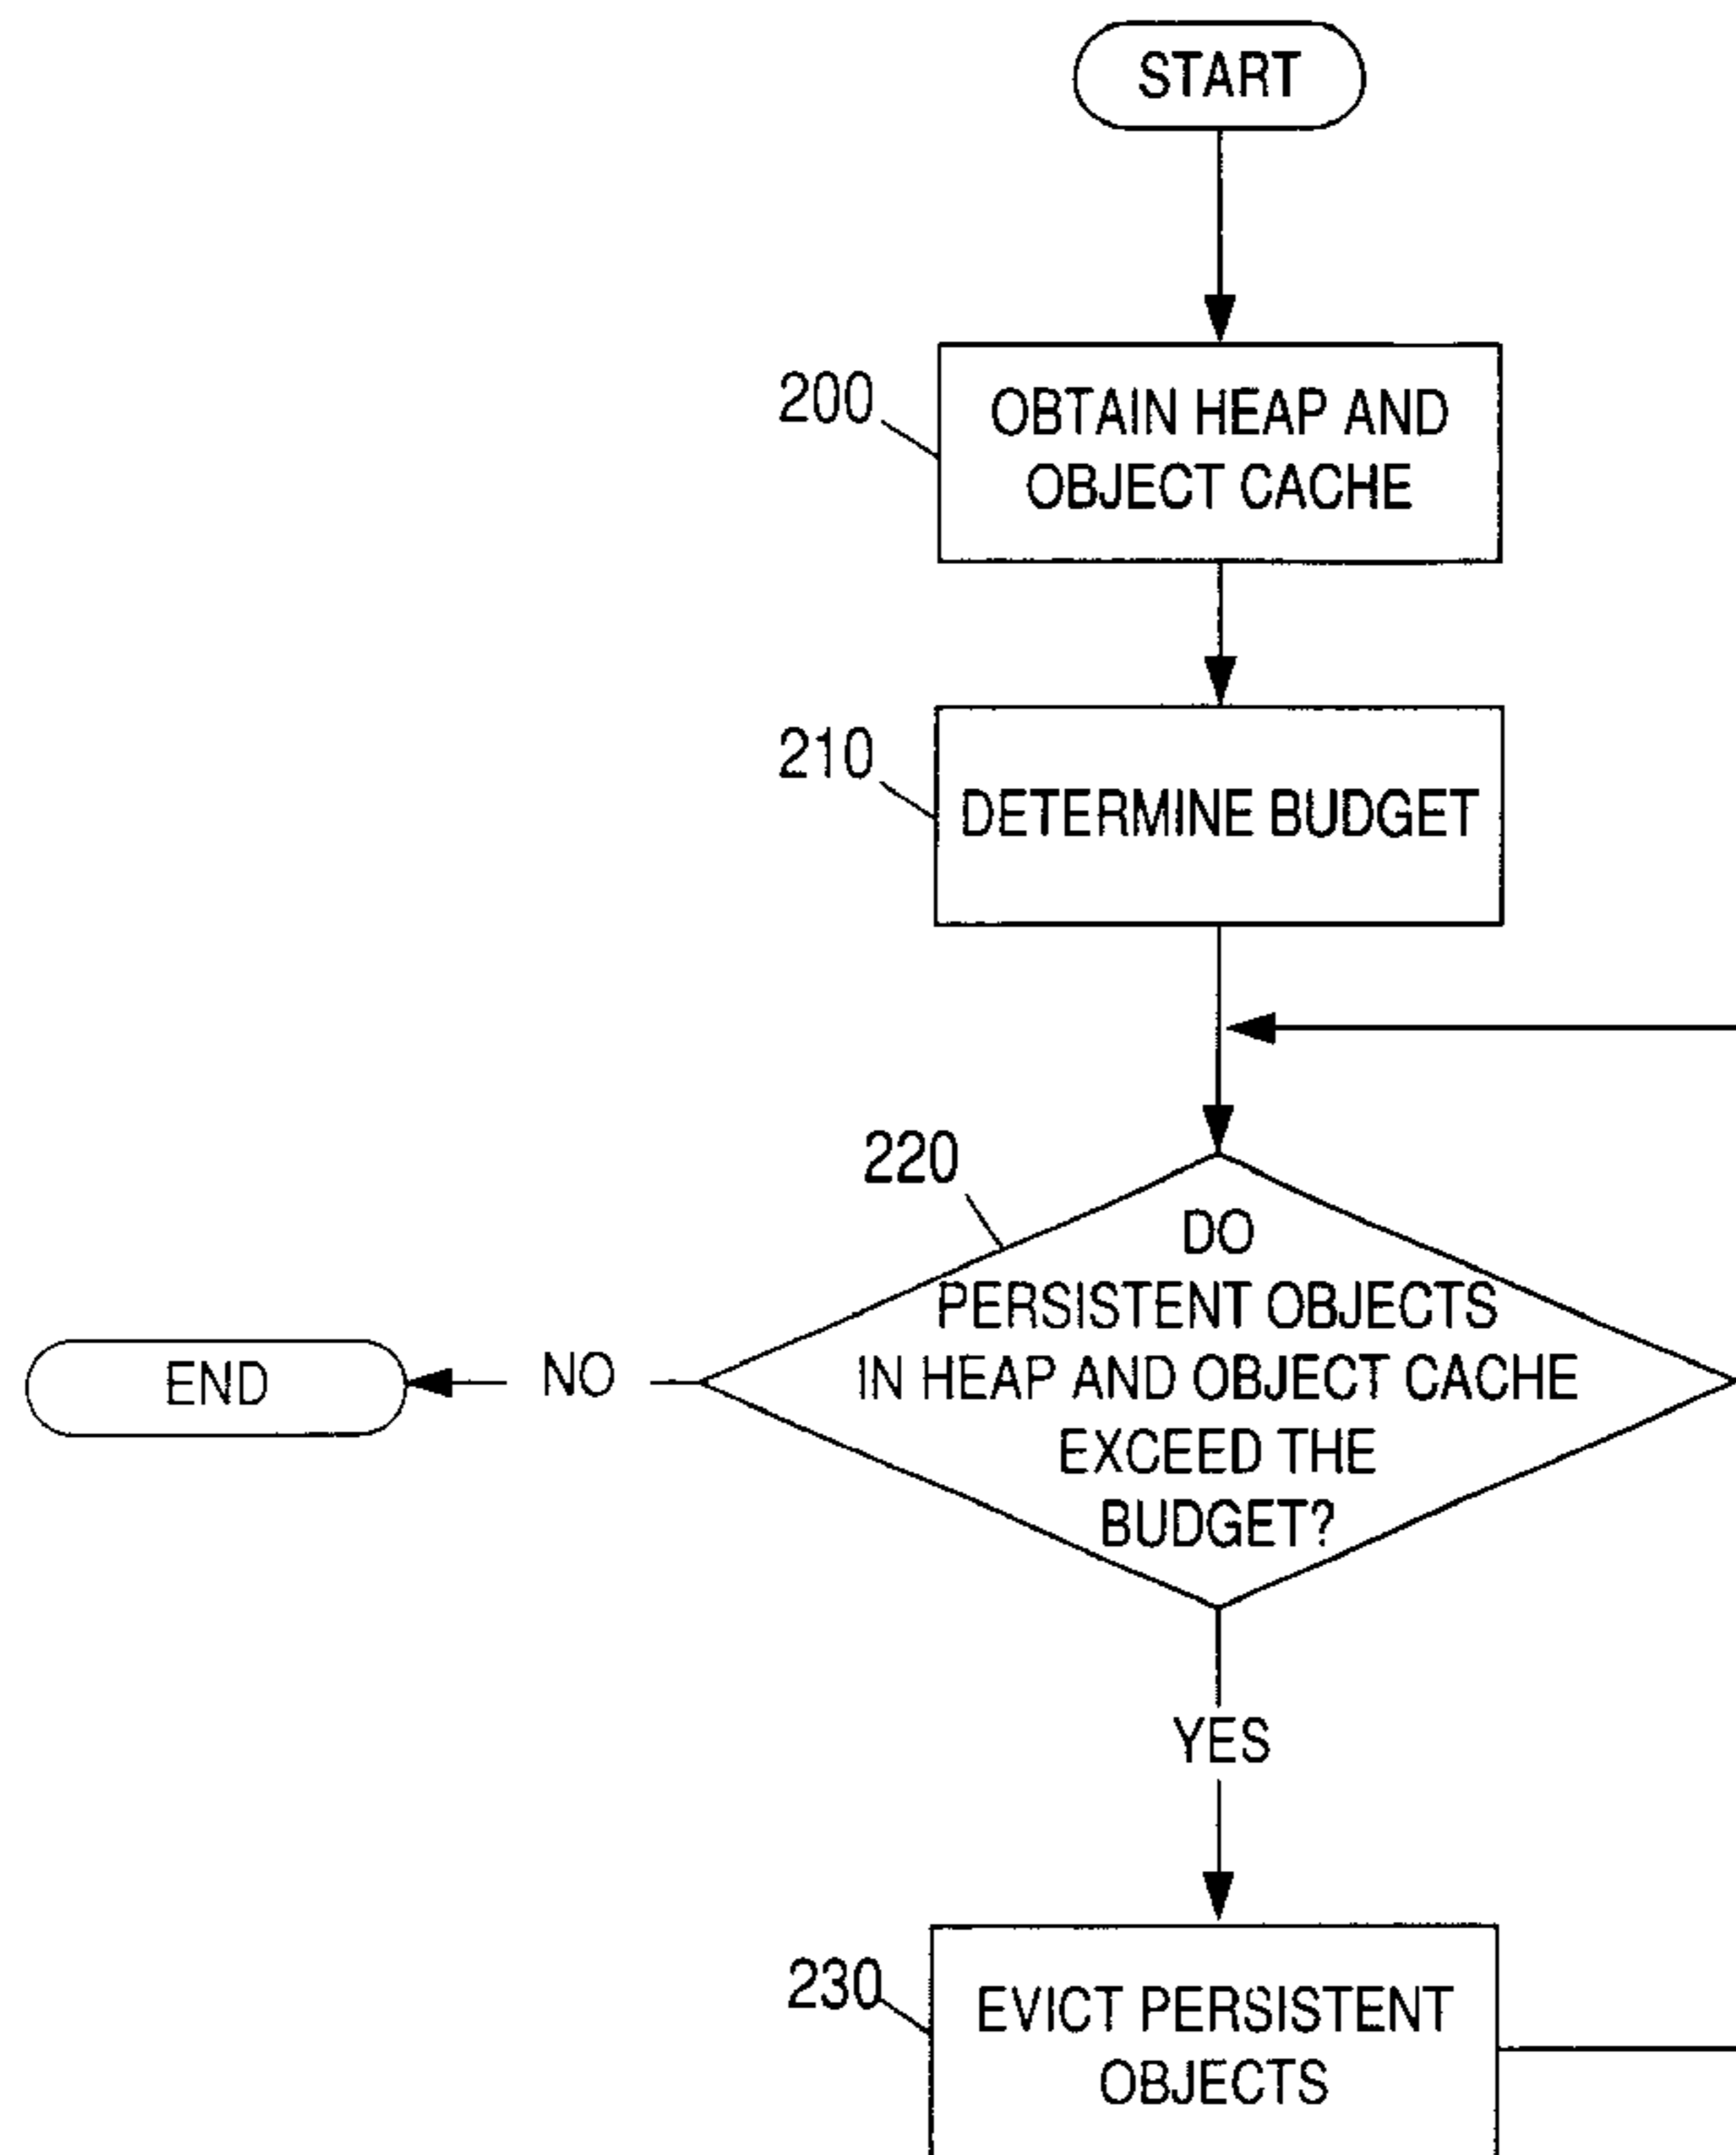 START
200
OBTAIN HEAP AND
OBJECT CACHE
210
DETERMINE BUDGET
220
DO
PERSISTENT OBJECTS
IN HEAP AND OBJECT CACHE
EXCEED THE
BUDGET?
END
NO
YES
230
EVICT PERSISTENT
OBJECTS